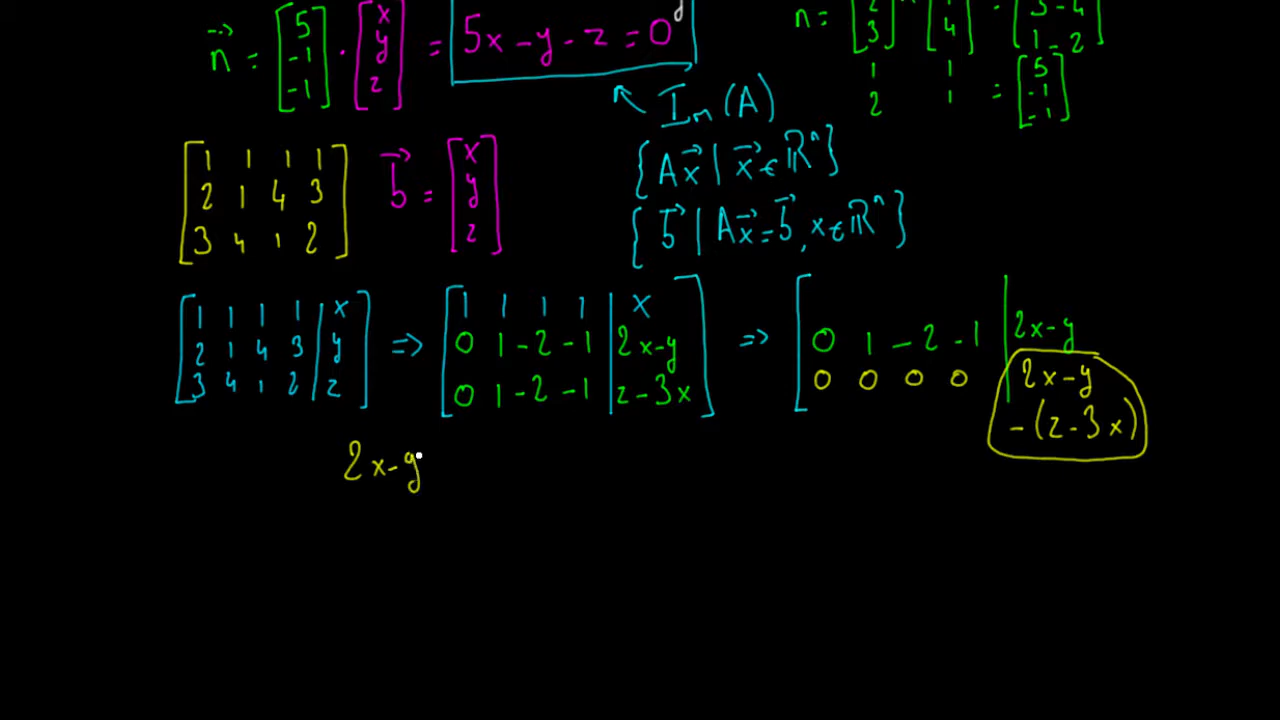 n⃗ = [5 -1 -1] · [x y z] = 5x - y - z = 0
n = [2 3] [1 4] [3-4 1-2]
1 1
2 1 = [5 -1 -1]
Im(A)
{Ax⃗ | x⃗ ∈ ℝⁿ}
{b⃗ | Ax⃗ = b⃗, x ∈ ℝⁿ}
[1 1 1 1
2 1 4 3
3 4 1 2]
b⃗ = [x y z]
[1 1 1 1 | x
2 1 4 3 | y
3 4 1 2 | z]
=> [1 1 1 1 | x
0 1 -2 -1 | 2x-y
0 1 -2 -1 | z-3x]
=> [0 1 -2 -1 | 2x-y
0 0 0 0 | 2x-y
-(z-3x)
2x-y